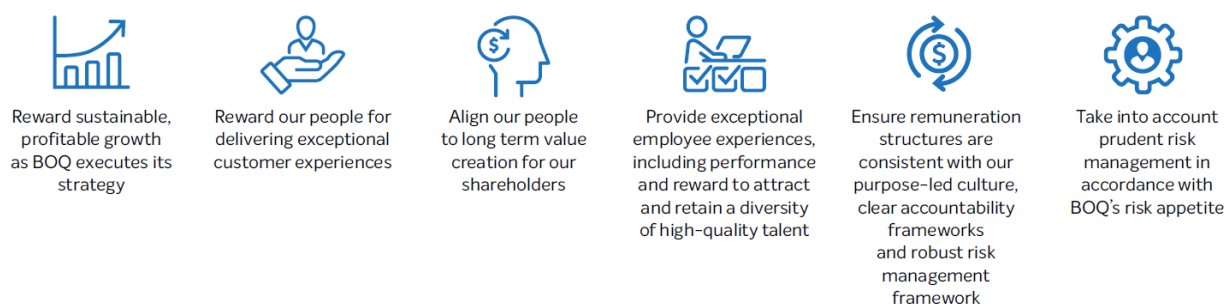 Reward sustainable,
profitable growth
as BOQ executes its
strategy
Reward our people for
delivering exceptional
customer experiences
Align our people
to long term value
creation for our
shareholders
Provide exceptional
employee experiences,
including performance
and reward to attract
and retain a diversity
of high-quality talent
Ensure remuneration
structures are
consistent with our
purpose-led culture,
clear accountability
frameworks
and robust risk
management
framework
Take into account
prudent risk
management in
accordance with
BOQ's risk appetite